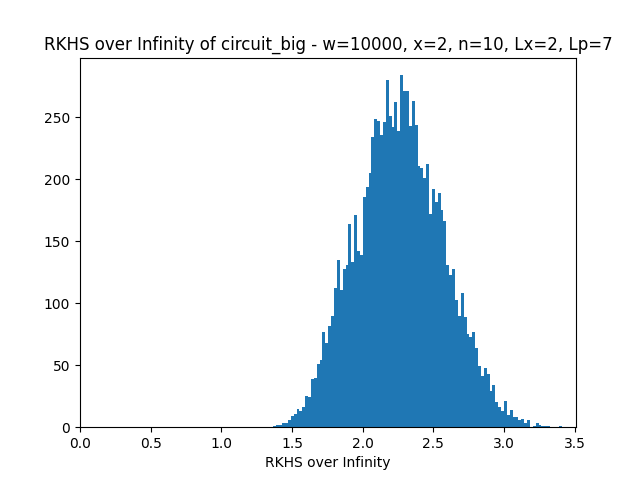 RKHS over Infinity of circuit_big - w=10000, x=2, n=10, Lx=2, Lp=7
250
200
150
100
50
0
0.0 0.5 1.0 1.5 2.0 2.5 3.0 3.5
RKHS over Infinity